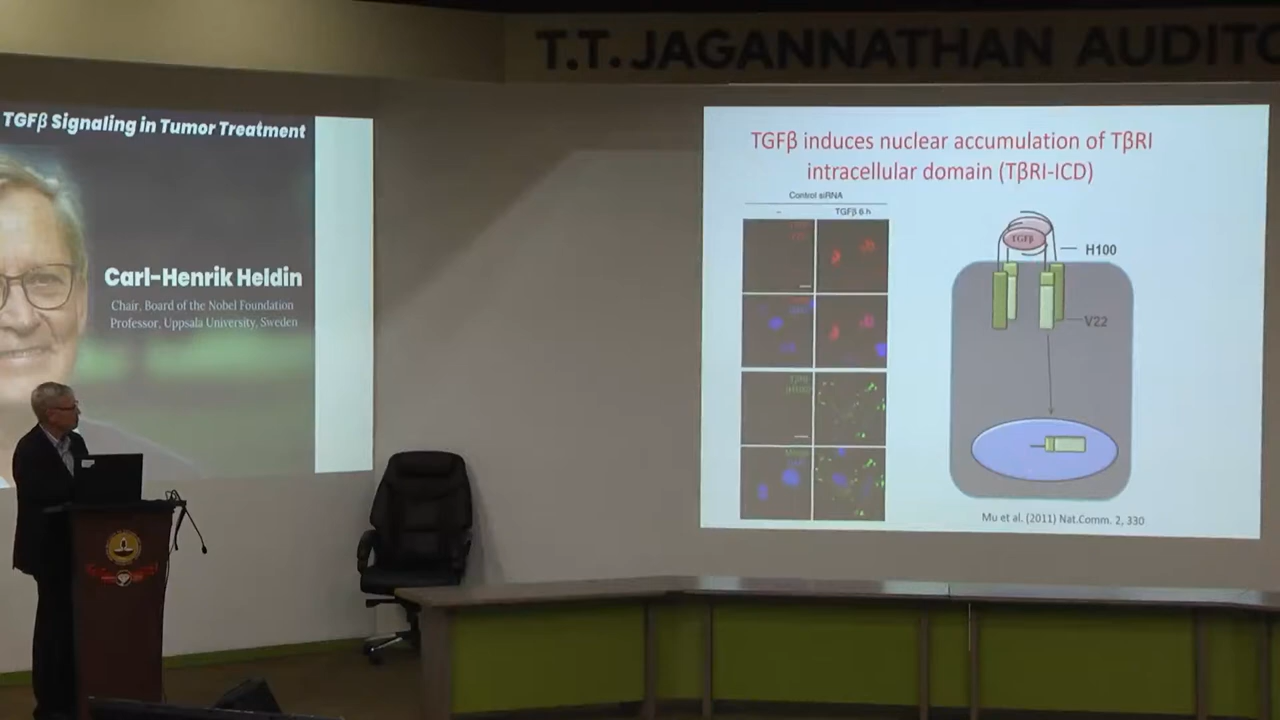 T.T. JAGANNATHAN AUDITO
TGFβ Signaling in Tumor Treatment
Carl-Henrik Heldin
Chair, Board of the Nobel Foundation
Professor, Uppsala University, Sweden
TGFβ induces nuclear accumulation of TβRI
intracellular domain (TβRI-ICD)
Control siRNA
– TGFβ 6 h
TGFβ
H100
V22
Mu et al. (2011) Nat.Comm. 2, 330